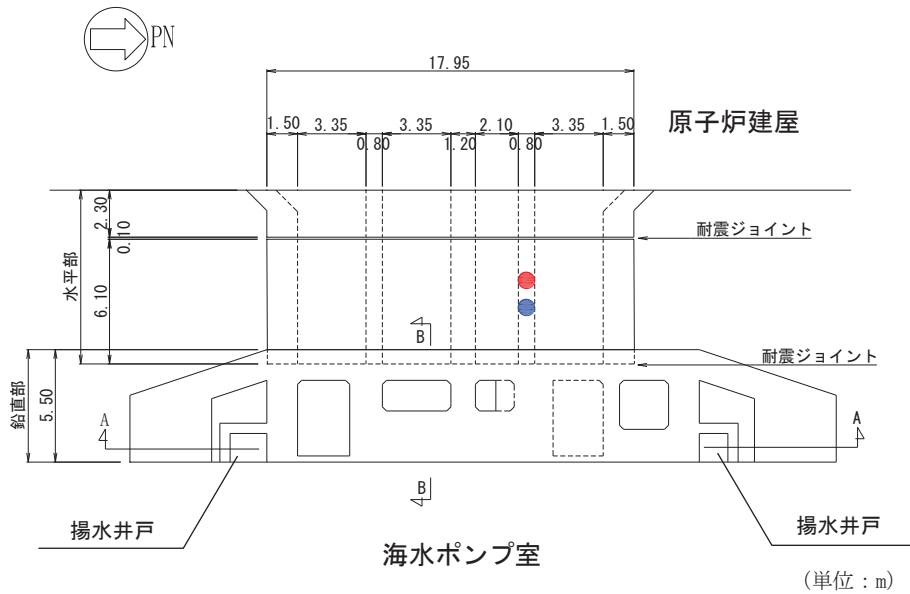 PN
17.95
原子炉建屋
1.50
3.35
0.80
3.35
1.20
2.10
0.80
3.35
1.50
2.30
0.10
6.10
水平部
耐震ジョイント
B
耐震ジョイント
鉛直部
5.50
A
A
B
揚水井戸
海水ポンプ室
揚水井戸
(単位：m)